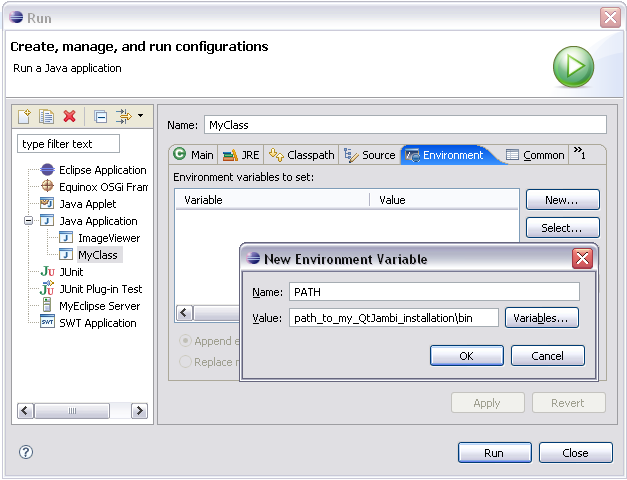 Run
Create, manage, and run configurations
Run a Java application
type filter text
Eclipse Application
Equinox OSGi Fram
Java Applet
Java Application
ImageViewer
MyClass
JUnit
JUnit Plug-in Test
MyEclipse Server
SWT Application
Name: MyClass
Main JRE Classpath Source Environment Common »1
Environment variables to set:
Variable Value
New...
Select...
New Environment Variable
Name: PATH
Value: path_to_my_QtJambi_installation\bin Variables...
OK Cancel
Append e
Replace
Apply Revert
Run Close